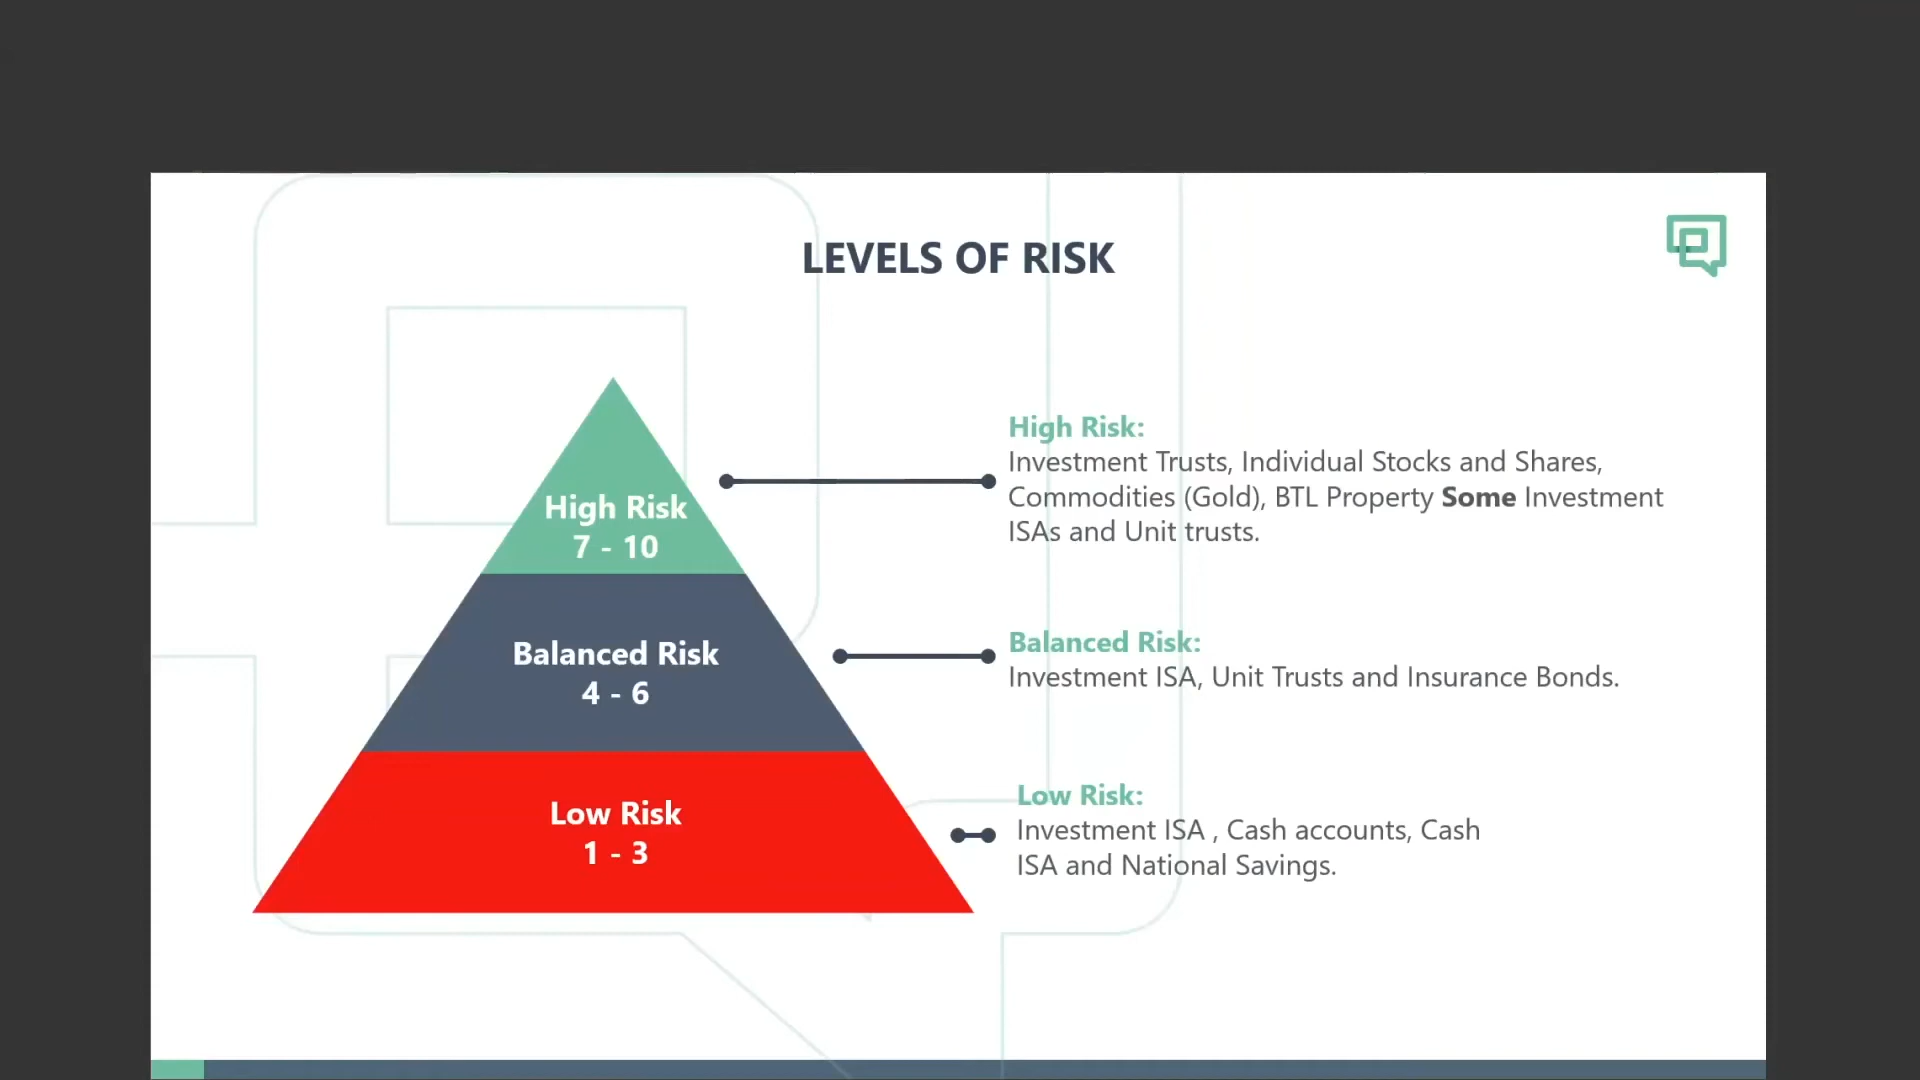 LEVELS OF RISK
High Risk
7 - 10
Balanced Risk
4 - 6
Low Risk
1 - 3
High Risk:
Investment Trusts, Individual Stocks and Shares,
Commodities (Gold), BTL Property Some Investment
ISAs and Unit trusts.
Balanced Risk:
Investment ISA, Unit Trusts and Insurance Bonds.
Low Risk:
Investment ISA , Cash accounts, Cash
ISA and National Savings.